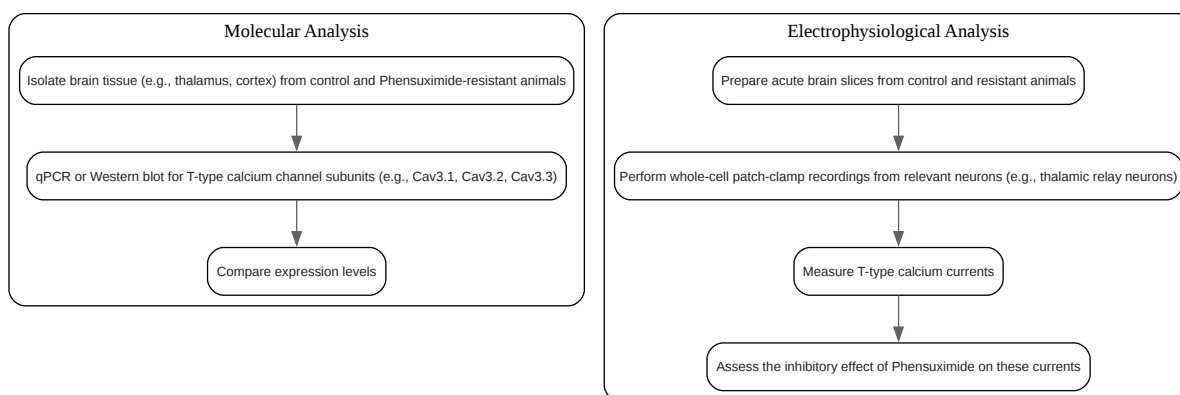 Molecular Analysis
Isolate brain tissue (e.g., thalamus, cortex) from control and Phensuximide-resistant animals
qPCR or Western blot for T-type calcium channel subunits (e.g., Cav3.1, Cav3.2, Cav3.3)
Compare expression levels
Electrophysiological Analysis
Prepare acute brain slices from control and resistant animals
Perform whole-cell patch-clamp recordings from relevant neurons (e.g., thalamic relay neurons)
Measure T-type calcium currents
Assess the inhibitory effect of Phensuximide on these currents